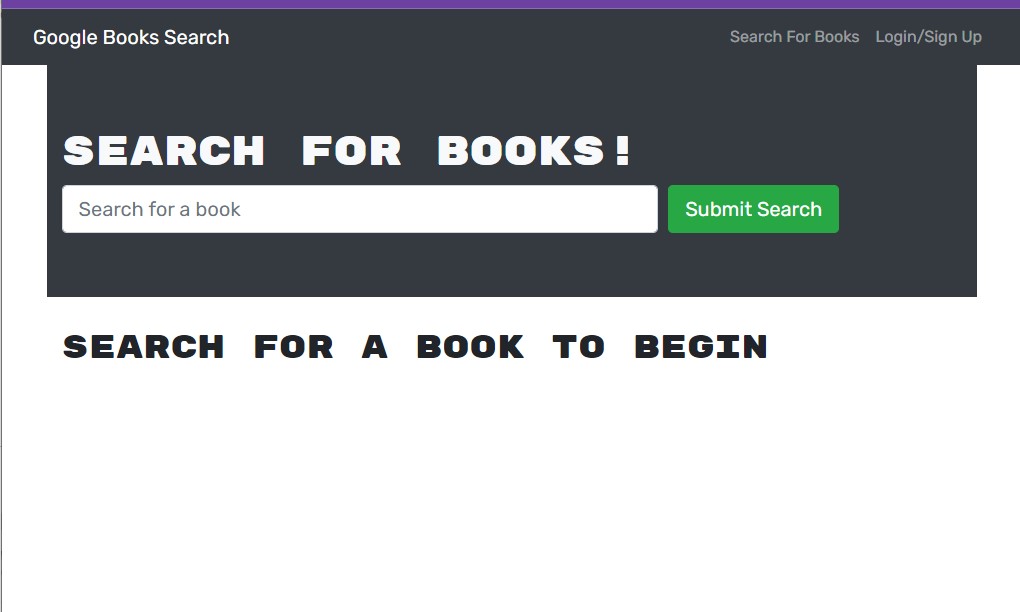 Google Books Search
Search For Books
Login/Sign Up
SEARCH FOR BOOKS!
Search for a book
Submit Search
SEARCH FOR A BOOK TO BEGIN